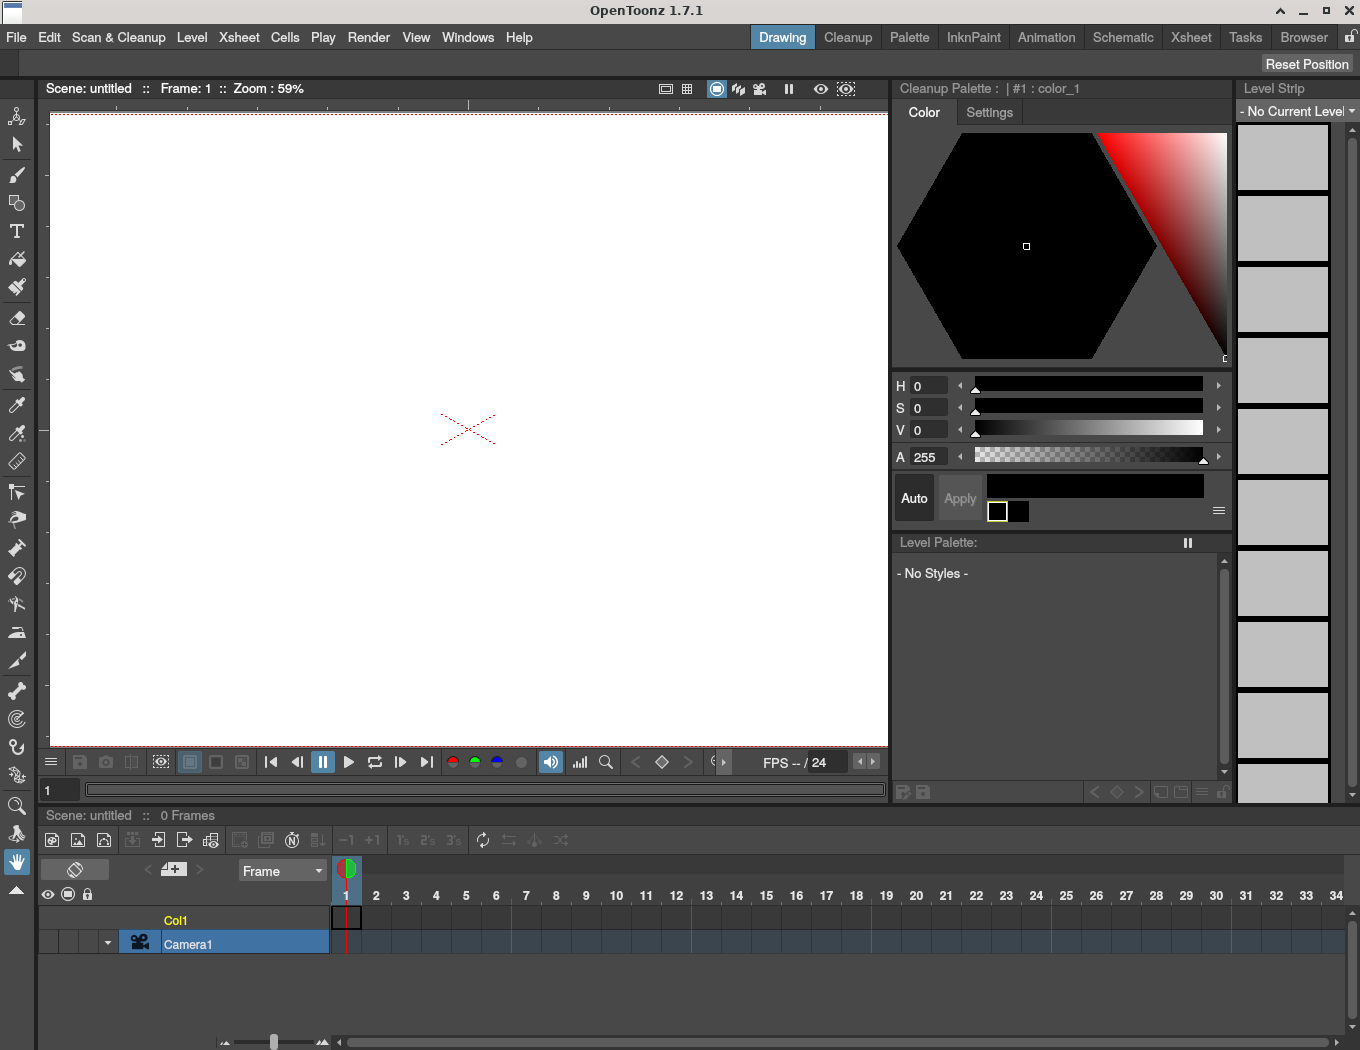 OpenToonz 1.7.1
File Edit Scan & Cleanup Level Xsheet Cells Play Render View Windows Help Drawing Cleanup Palette InknPaint Animation Schematic Xsheet Tasks Browser
Reset Position
Scene: untitled :: Frame: 1 :: Zoom : 59%
Cleanup Palette : | #1 : color_1
Level Strip
Color Settings
- No Current Level
H 0
S 0
V 0
A 255
Auto Apply
Level Palette:
- No Styles -
FPS -- / 24
1
Scene: untitled :: 0 Frames
-1 +1 1's 2's 3's
Frame
1 2 3 4 5 6 7 8 9 10 11 12 13 14 15 16 17 18 19 20 21 22 23 24 25 26 27 28 29 30 31 32 33 34
Col1
Camera1